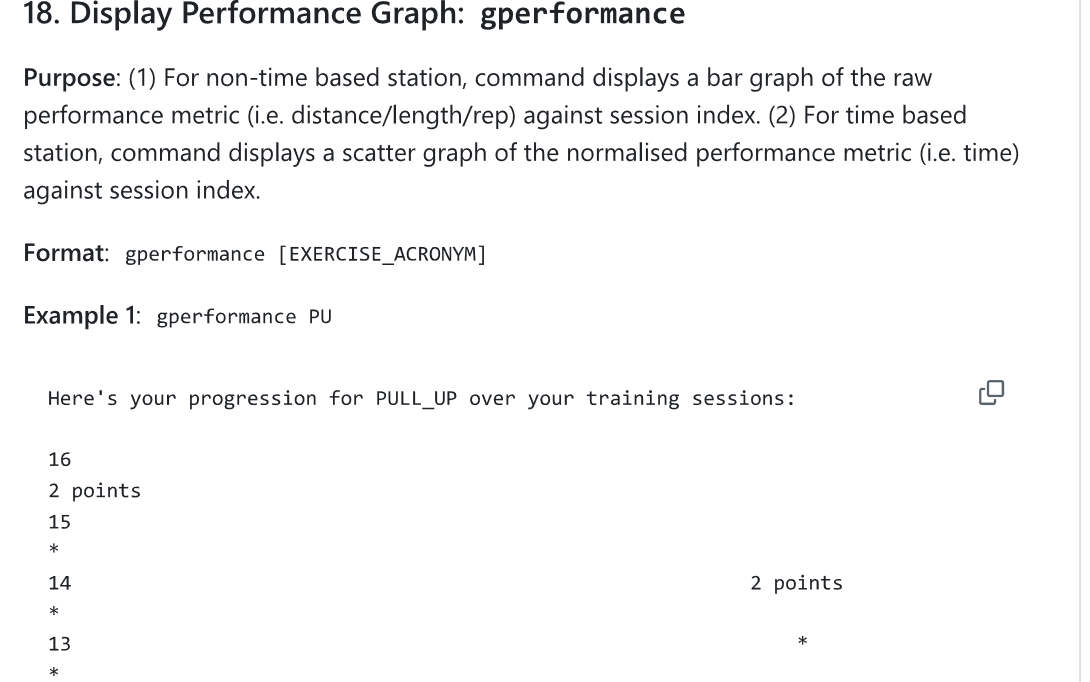 18. Display Performance Graph: gperformance
Purpose: (1) For non-time based station, command displays a bar graph of the raw
performance metric (i.e. distance/length/rep) against session index. (2) For time based
station, command displays a scatter graph of the normalised performance metric (i.e. time)
against session index.
Format: gperformance [EXERCISE_ACRONYM]
Example 1: gperformance PU
Here's your progression for PULL_UP over your training sessions:
16
2 points
15
*
14 2 points
*
13 *
*